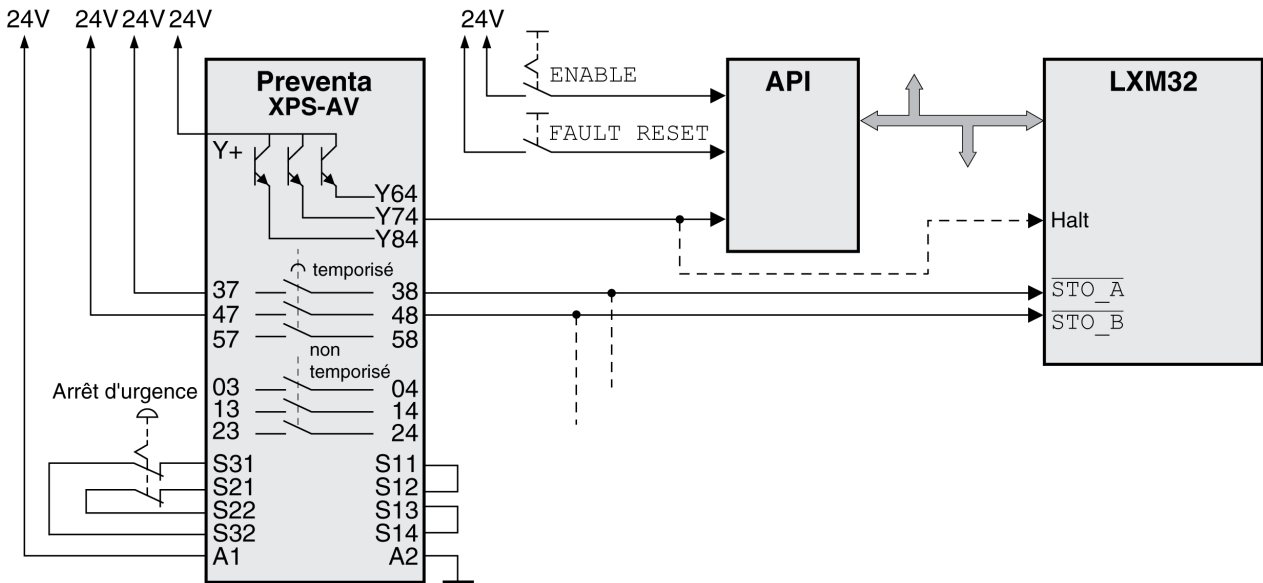 24V 24V 24V 24V 24V
Preventa
XPS-AV
API
LXM32
ENABLE
FAULT RESET
Y+
Y64
Y74
Y84
Halt
temporisé
37 38
47 48
57 58
STO_A
STO_B
non
temporisé
03 04
13 14
23 24
Arrêt d'urgence
S31 S11
S21 S12
S22 S13
S32 S14
A1 A2